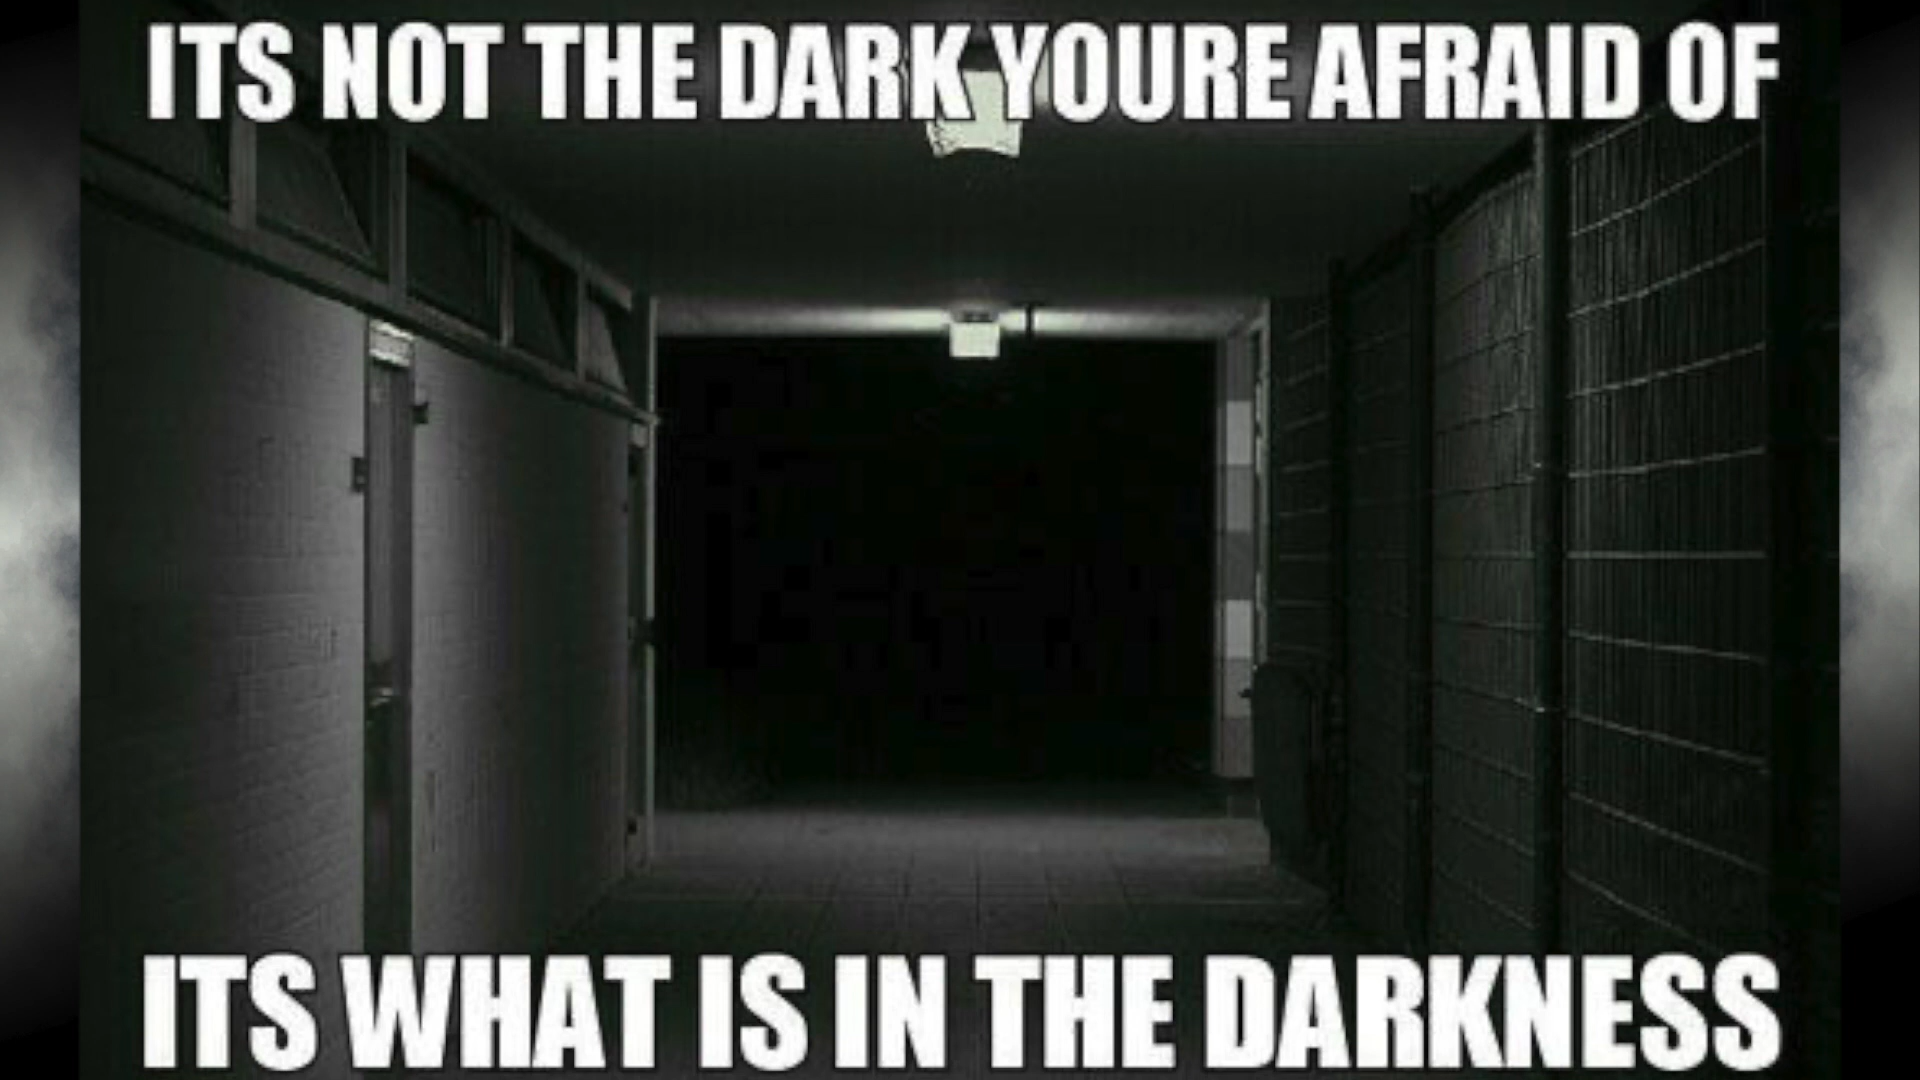 ITS NOT THE DARK YOURE AFRAID OF
ITS WHAT IS IN THE DARKNESS